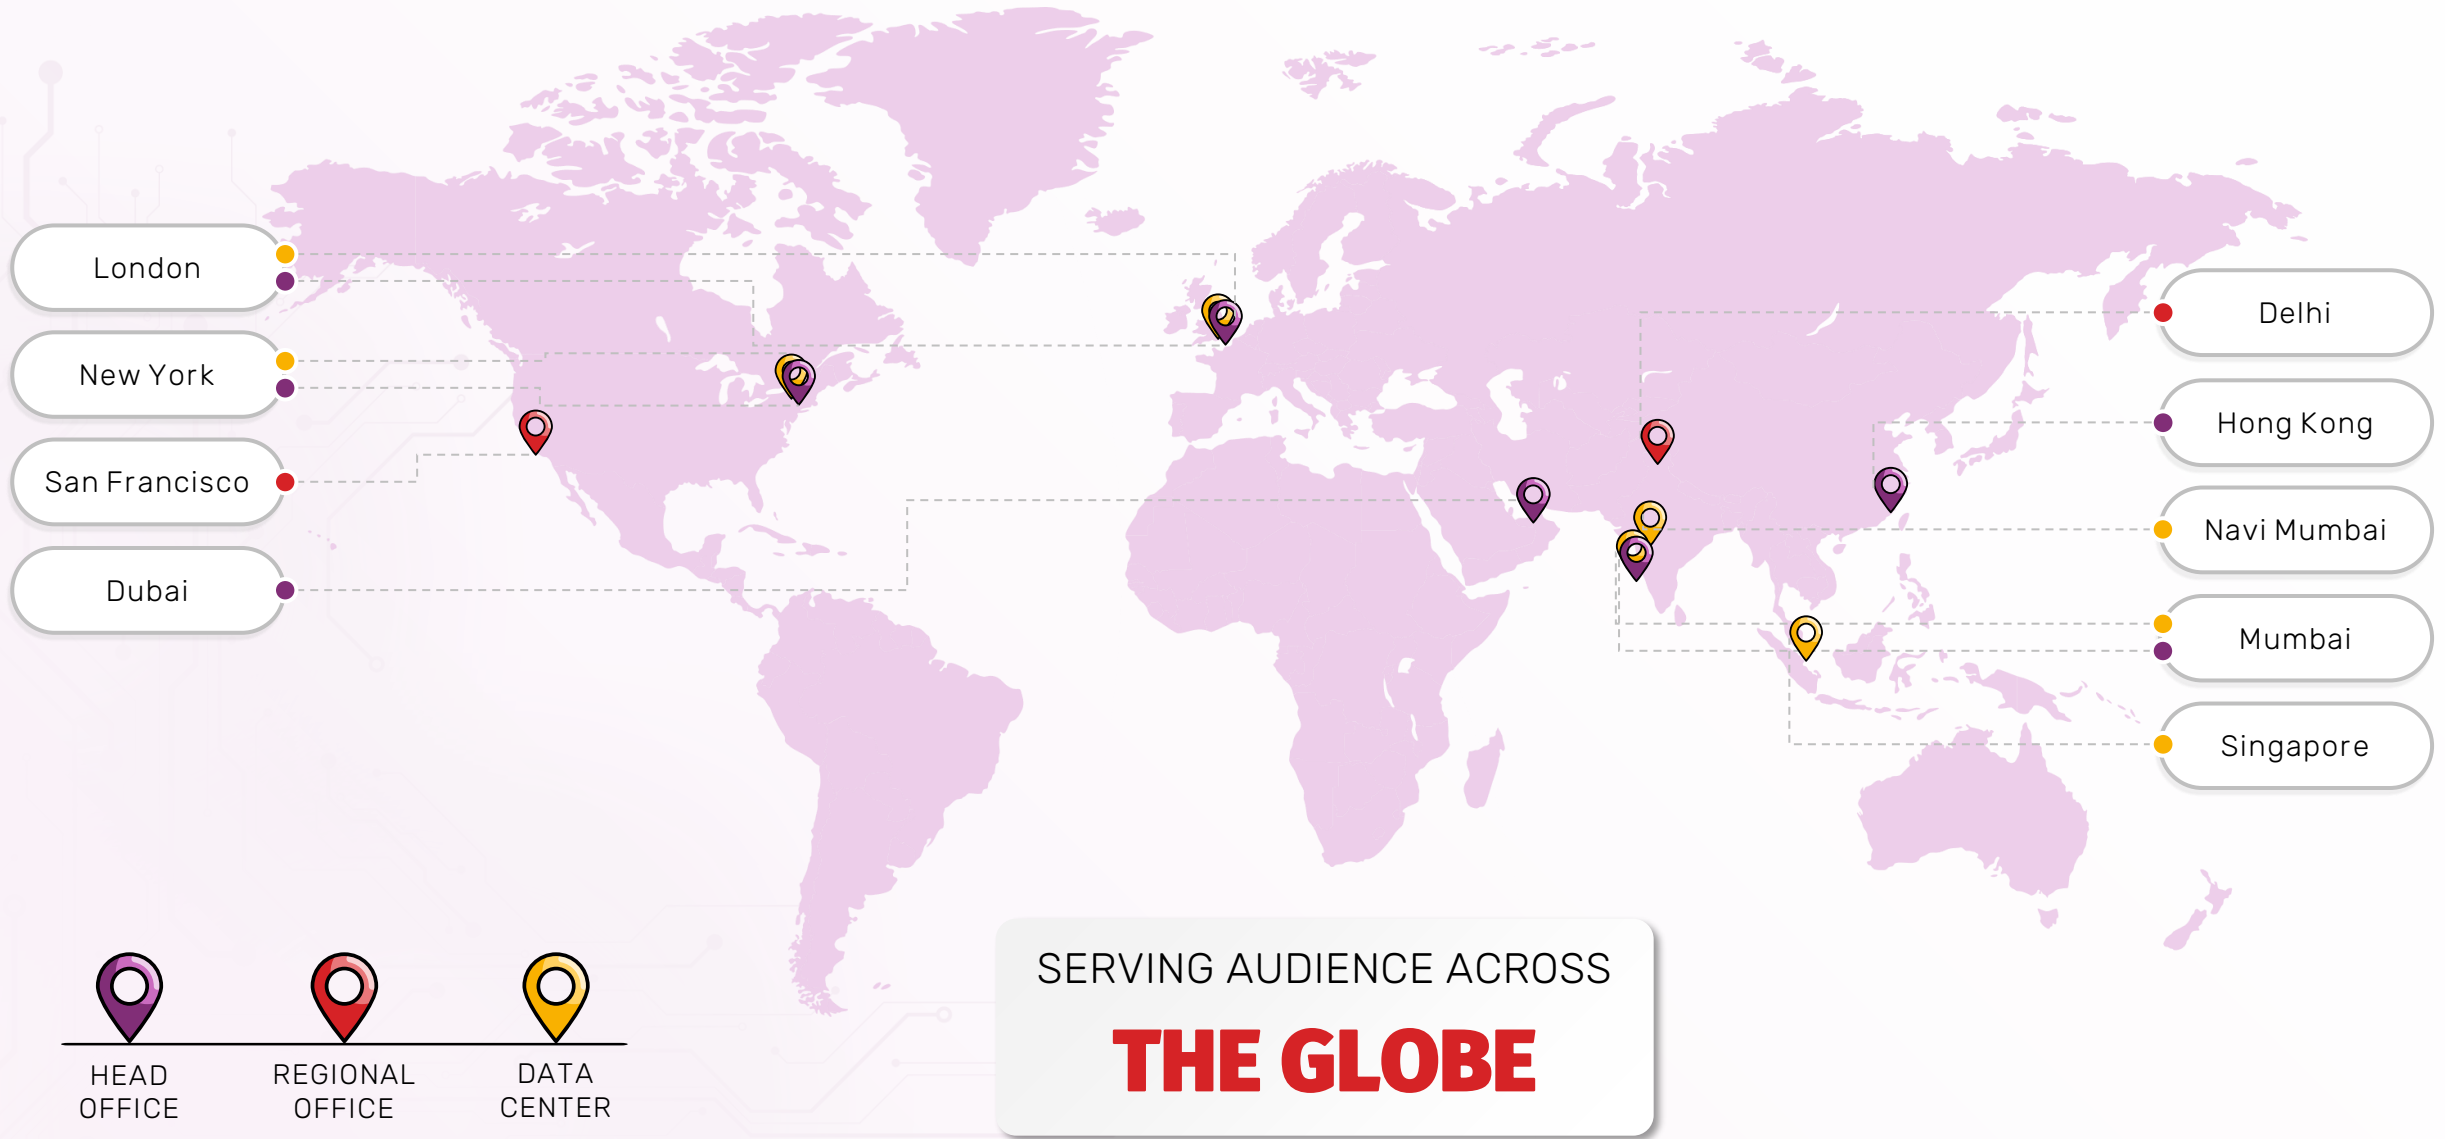 London
New York
San Francisco
Dubai
Delhi
Hong Kong
Navi Mumbai
Mumbai
Singapore
HEAD
OFFICE
REGIONAL
OFFICE
DATA
CENTER
SERVING AUDIENCE ACROSS
THE GLOBE